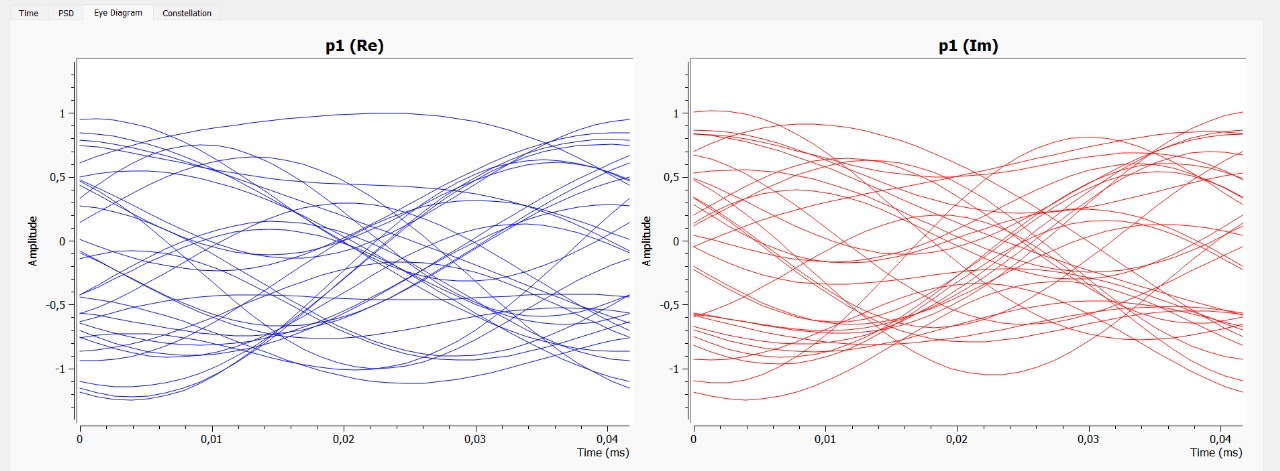 Time PSD Eye Diagram Constellation
p1 (Re) p1 (Im)
Amplitude
1
0,5
0
-0,5
-1
0 0,01 0,02 0,03 0,04
Time (ms)
Amplitude
1
0,5
0
-0,5
-1
0 0,01 0,02 0,03 0,04
Time (ms)